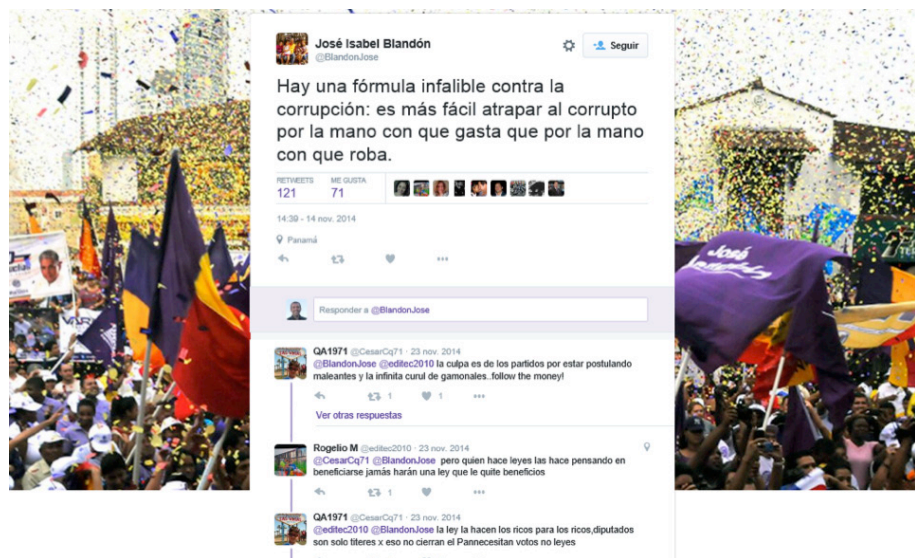 José Isabel Blandón
@BlandonJose
Seguir
Hay una fórmula infalible contra la
corrupción: es más fácil atrapar al corrupto
por la mano con que gasta que por la mano
con que roba.
RETWEETS ME GUSTA
121 71
14:39 - 14 nov. 2014
Panamá
Responder a @BlandonJose
QA1971 @CesarCq71 · 23 nov. 2014
@BlandonJose @editec2010 la culpa es de los partidos por estar postulando
maleantes y la infinita curul de gamonales..follow the money!
1 1
Ver otras respuestas
Rogelio M @editec2010 · 23 nov. 2014
@CesarCq71 @BlandonJose pero quien hace leyes las hace pensando en
beneficiarse jamás harán una ley que le quite beneficios
1
QA1971 @CesarCq71 · 23 nov. 2014
@editec2010 @BlandonJose la ley la hacen los ricos para los ricos,diputados
son solo titeres x eso no cierran el Pannecesitan votos no leyes
José